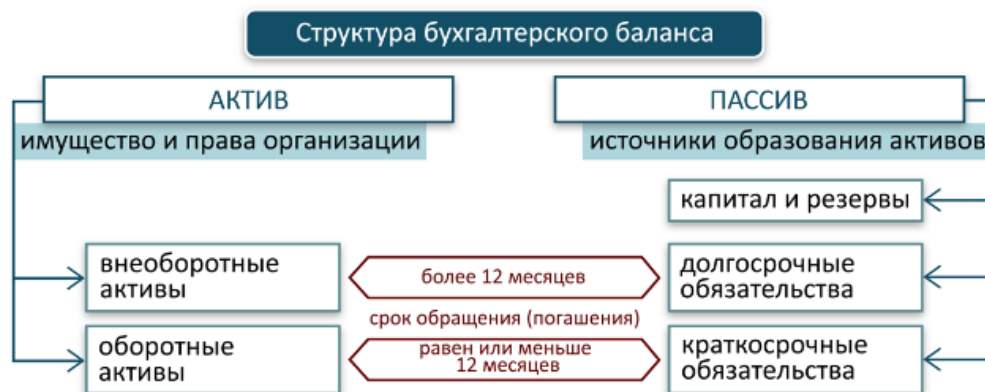 Структура бухгалтерского баланса
АКТИВ
ПАССИВ
имущество и права организации
источники образования активов
капитал и резервы
внеоборотные
активы
более 12 месяцев
долгосрочные
обязательства
срок обращения (погашения)
оборотные
активы
равен или меньше
12 месяцев
краткосрочные
обязательства